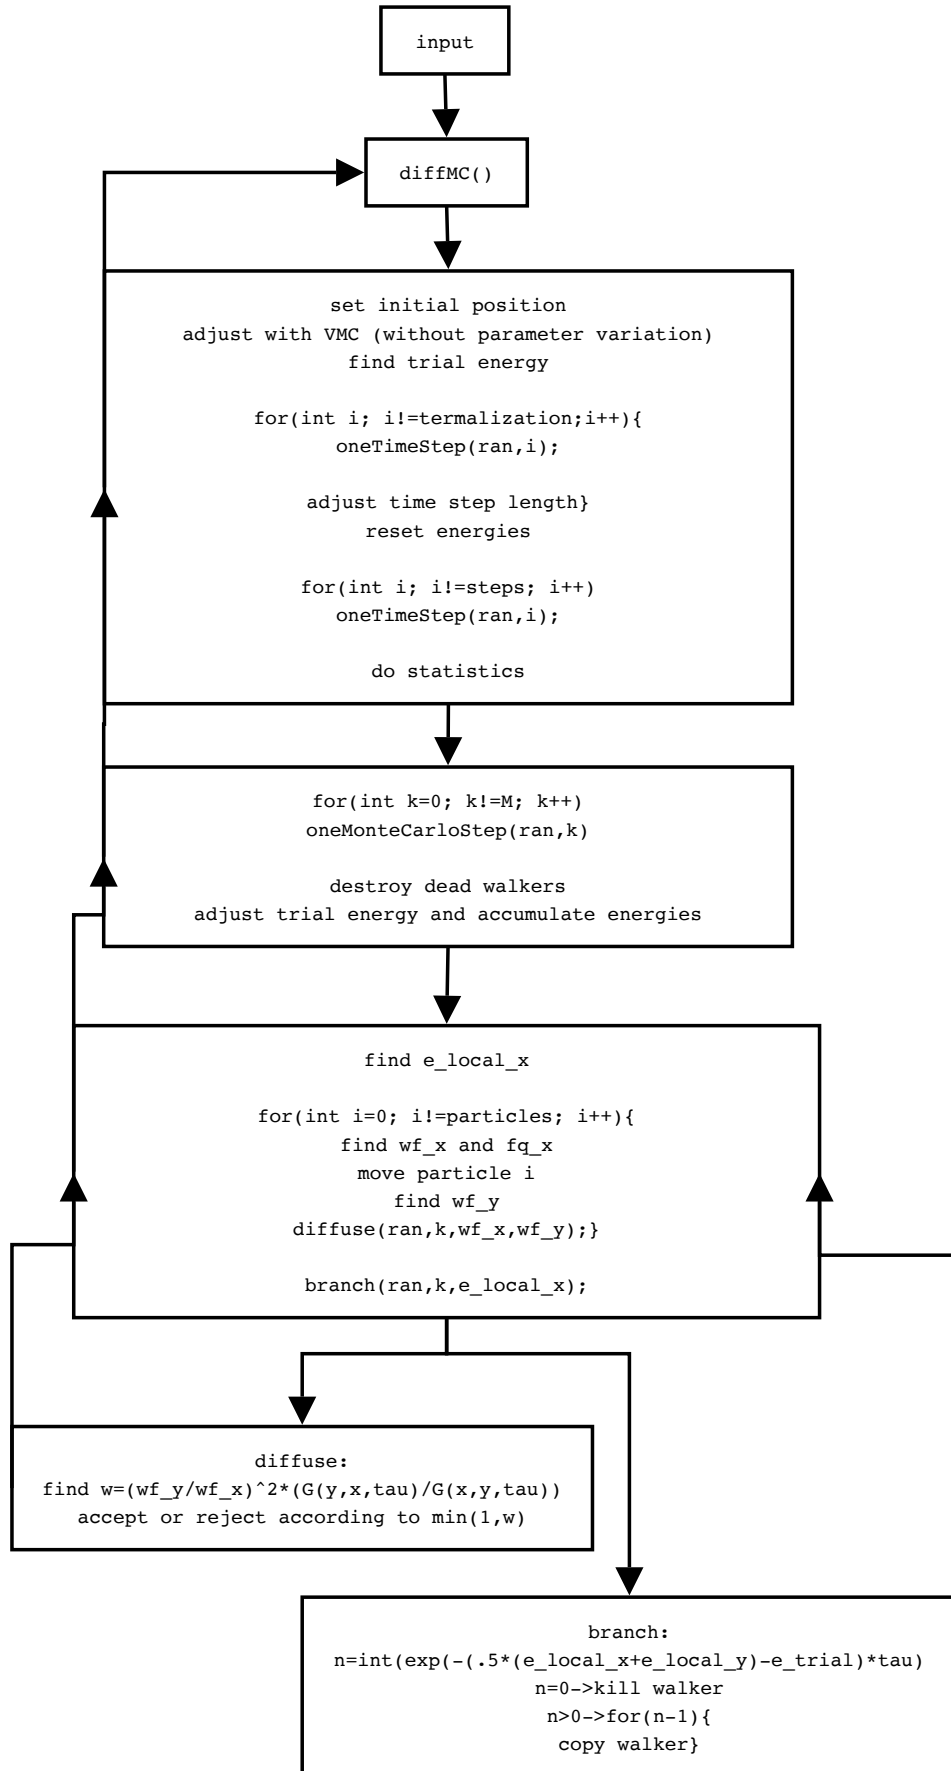 input
diffMC()
set initial position
adjust with VMC (without parameter variation)
find trial energy
for(int i; i!=termalization;i++){
oneTimeStep(ran,i);
adjust time step length}
reset energies
for(int i; i!=steps; i++)
oneTimeStep(ran,i);
do statistics
for(int k=0; k!=M; k++)
oneMonteCarloStep(ran,k)
destroy dead walkers
adjust trial energy and accumulate energies
find e_local_x
for(int i=0; i!=particles; i++){
find wf_x and fq_x
move particle i
find wf_y
diffuse(ran,k,wf_x,wf_y);}
branch(ran,k,e_local_x);
diffuse:
find w=(wf_y/wf_x)^2*(G(y,x,tau)/G(x,y,tau))
accept or reject according to min(1,w)
branch:
n=int(exp(-(.5*(e_local_x+e_local_y)-e_trial)*tau)
n=0->kill walker
n>0->for(n-1){
copy walker}